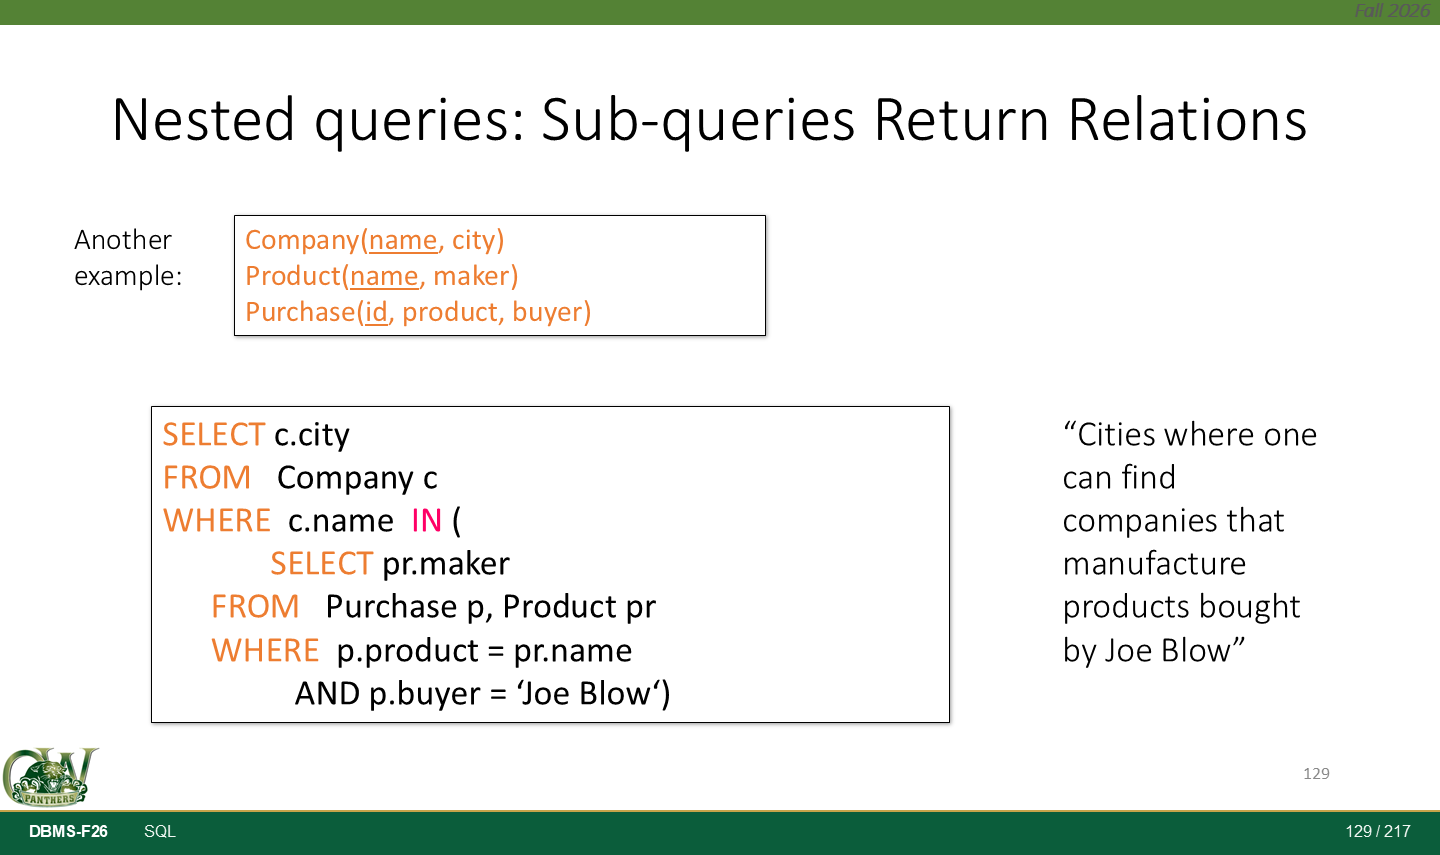 Fall 2026
Nested queries: Sub-queries Return Relations
Another
example:
Company(name, city)
Product(name, maker)
Purchase(id, product, buyer)
SELECT c.city
FROM Company c
WHERE c.name IN (
SELECT pr.maker
FROM Purchase p, Product pr
WHERE p.product = pr.name
AND p.buyer = ‘Joe Blow‘)
“Cities where one
can find
companies that
manufacture
products bought
by Joe Blow”
OW
PANTHERS
129
DBMS-F26 SQL 129 / 217